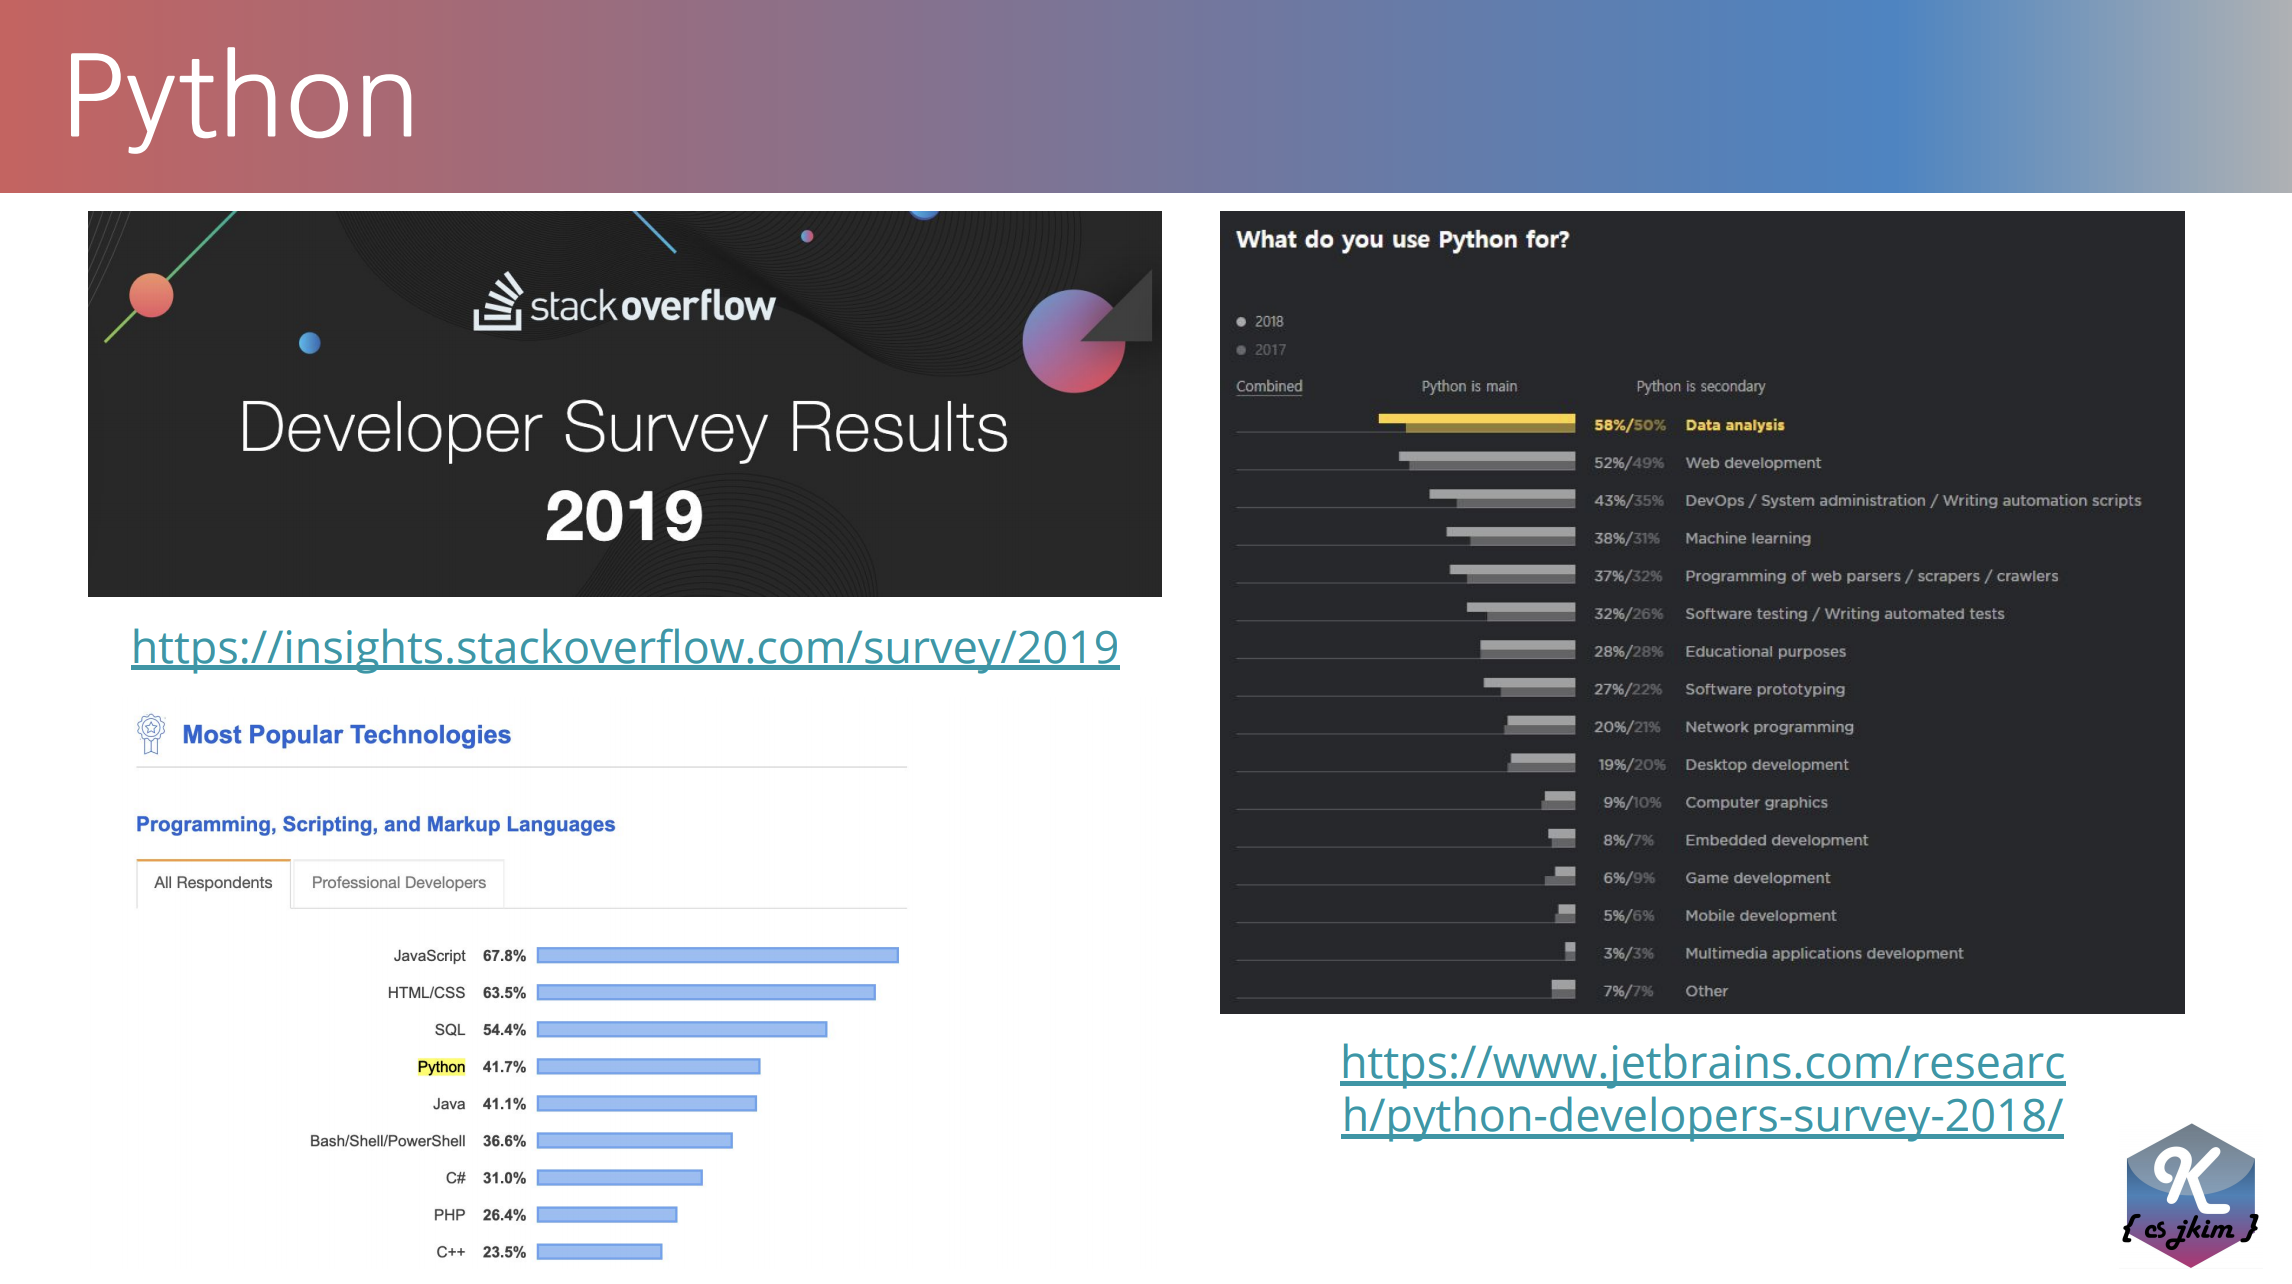 Python
stackoverflow
Developer Survey Results
2019
https://insights.stackoverflow.com/survey/2019
Most Popular Technologies
Programming, Scripting, and Markup Languages
All Respondents Professional Developers
JavaScript 67.8%
HTML/CSS 63.5%
SQL 54.4%
Python 41.7%
Java 41.1%
Bash/Shell/PowerShell 36.6%
C# 31.0%
PHP 26.4%
C++ 23.5%
What do you use Python for?
2018
2017
Combined Python is main Python is secondary
58%/50% Data analysis
52%/49% Web development
43%/35% DevOps / System administration / Writing automation scripts
38%/31% Machine learning
37%/32% Programming of web parsers / scrapers / crawlers
32%/26% Software testing / Writing automated tests
28%/28% Educational purposes
27%/22% Software prototyping
20%/21% Network programming
19%/20% Desktop development
9%/10% Computer graphics
8%/7% Embedded development
6%/9% Game development
5%/6% Mobile development
3%/3% Multimedia applications development
7%/7% Other
https://www.jetbrains.com/researc
h/python-developers-survey-2018/
K
{ cs jkim }